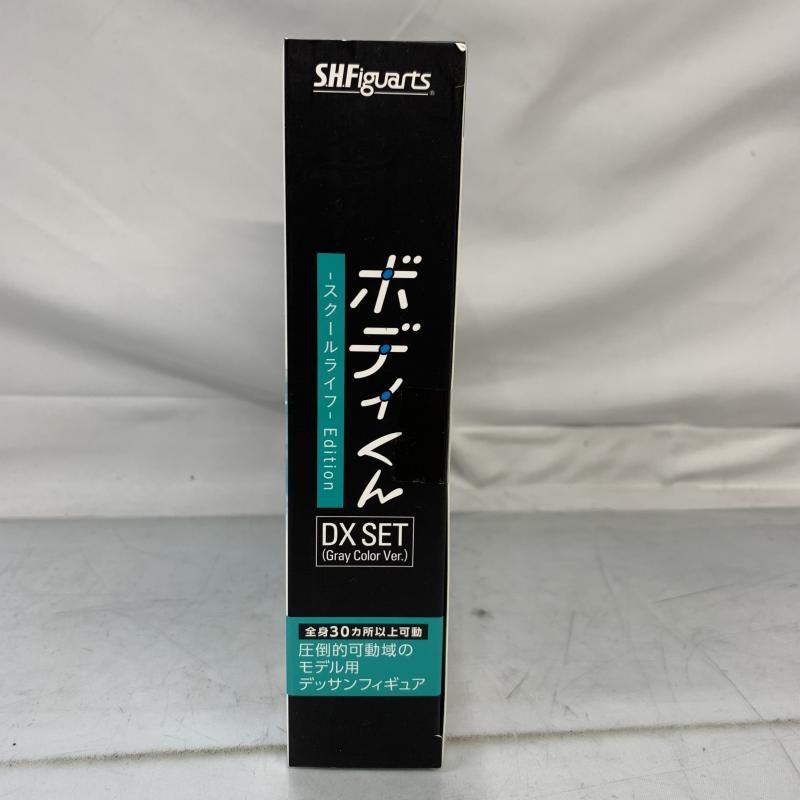 S.H.Figuarts®
ボディくん
-スクールライフ- Edition
DX SET
(Gray Color Ver.)
全身30カ所以上可動
圧倒的可動域の
モデル用
デッサンフィギュア